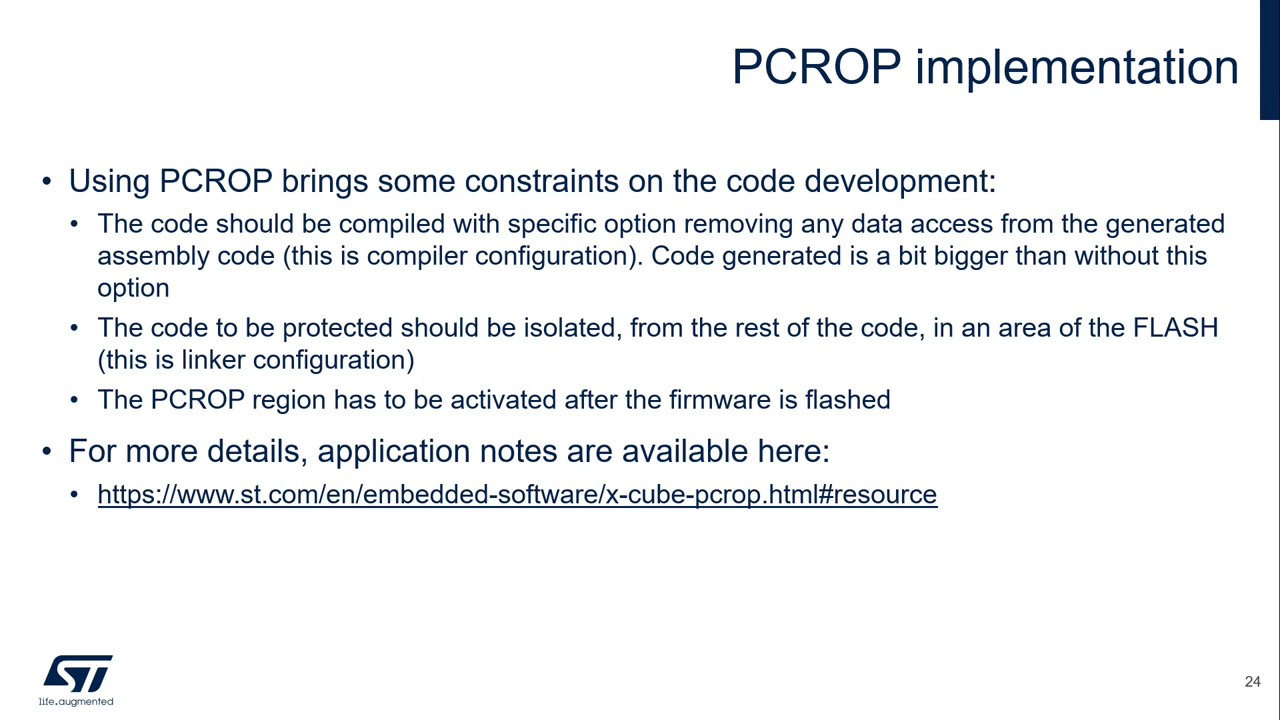 PCROP implementation
• Using PCROP brings some constraints on the code development:
• The code should be compiled with specific option removing any data access from the generated
assembly code (this is compiler configuration). Code generated is a bit bigger than without this
option
• The code to be protected should be isolated, from the rest of the code, in an area of the FLASH
(this is linker configuration)
• The PCROP region has to be activated after the firmware is flashed
• For more details, application notes are available here:
• https://www.st.com/en/embedded-software/x-cube-pcrop.html#resource
ST
life.augmented
24